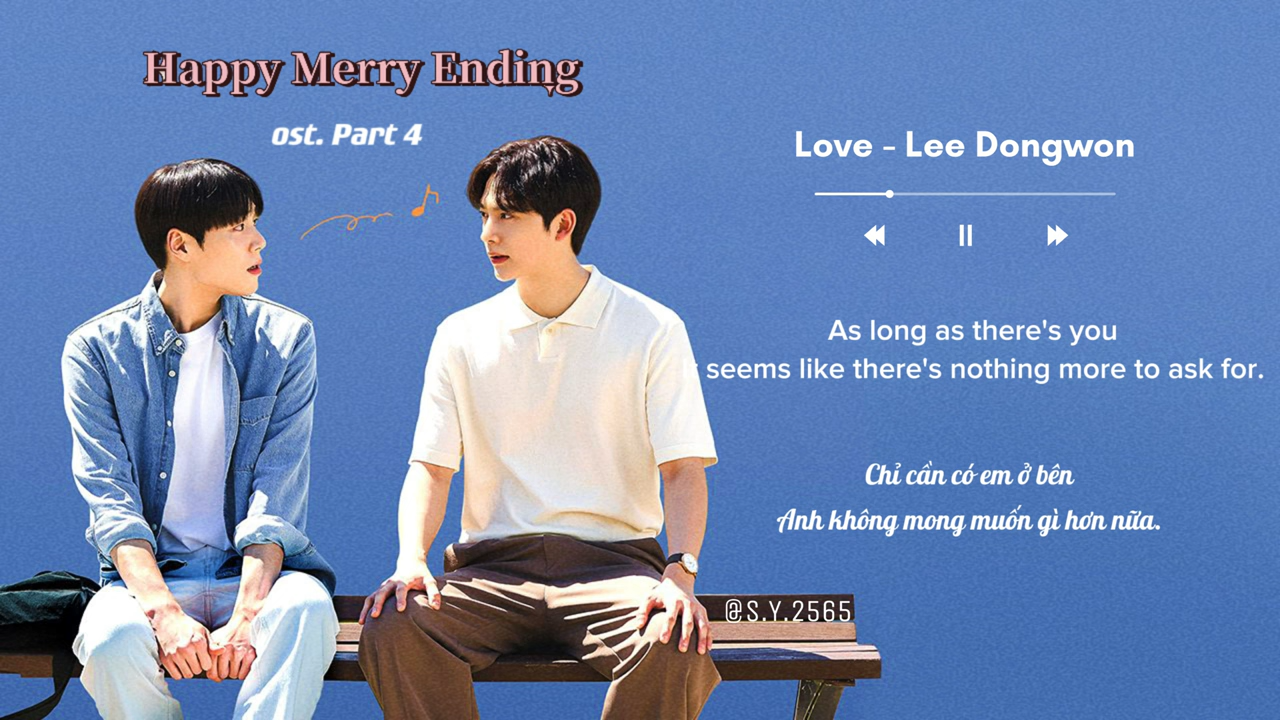 Happy Merry Ending
ost. Part 4
Love - Lee Dongwon
As long as there's you
seems like there's nothing more to ask for.
Chỉ cần có em ở bên
Anh không mong muốn gì hơn nữa.
@S.Y.2565